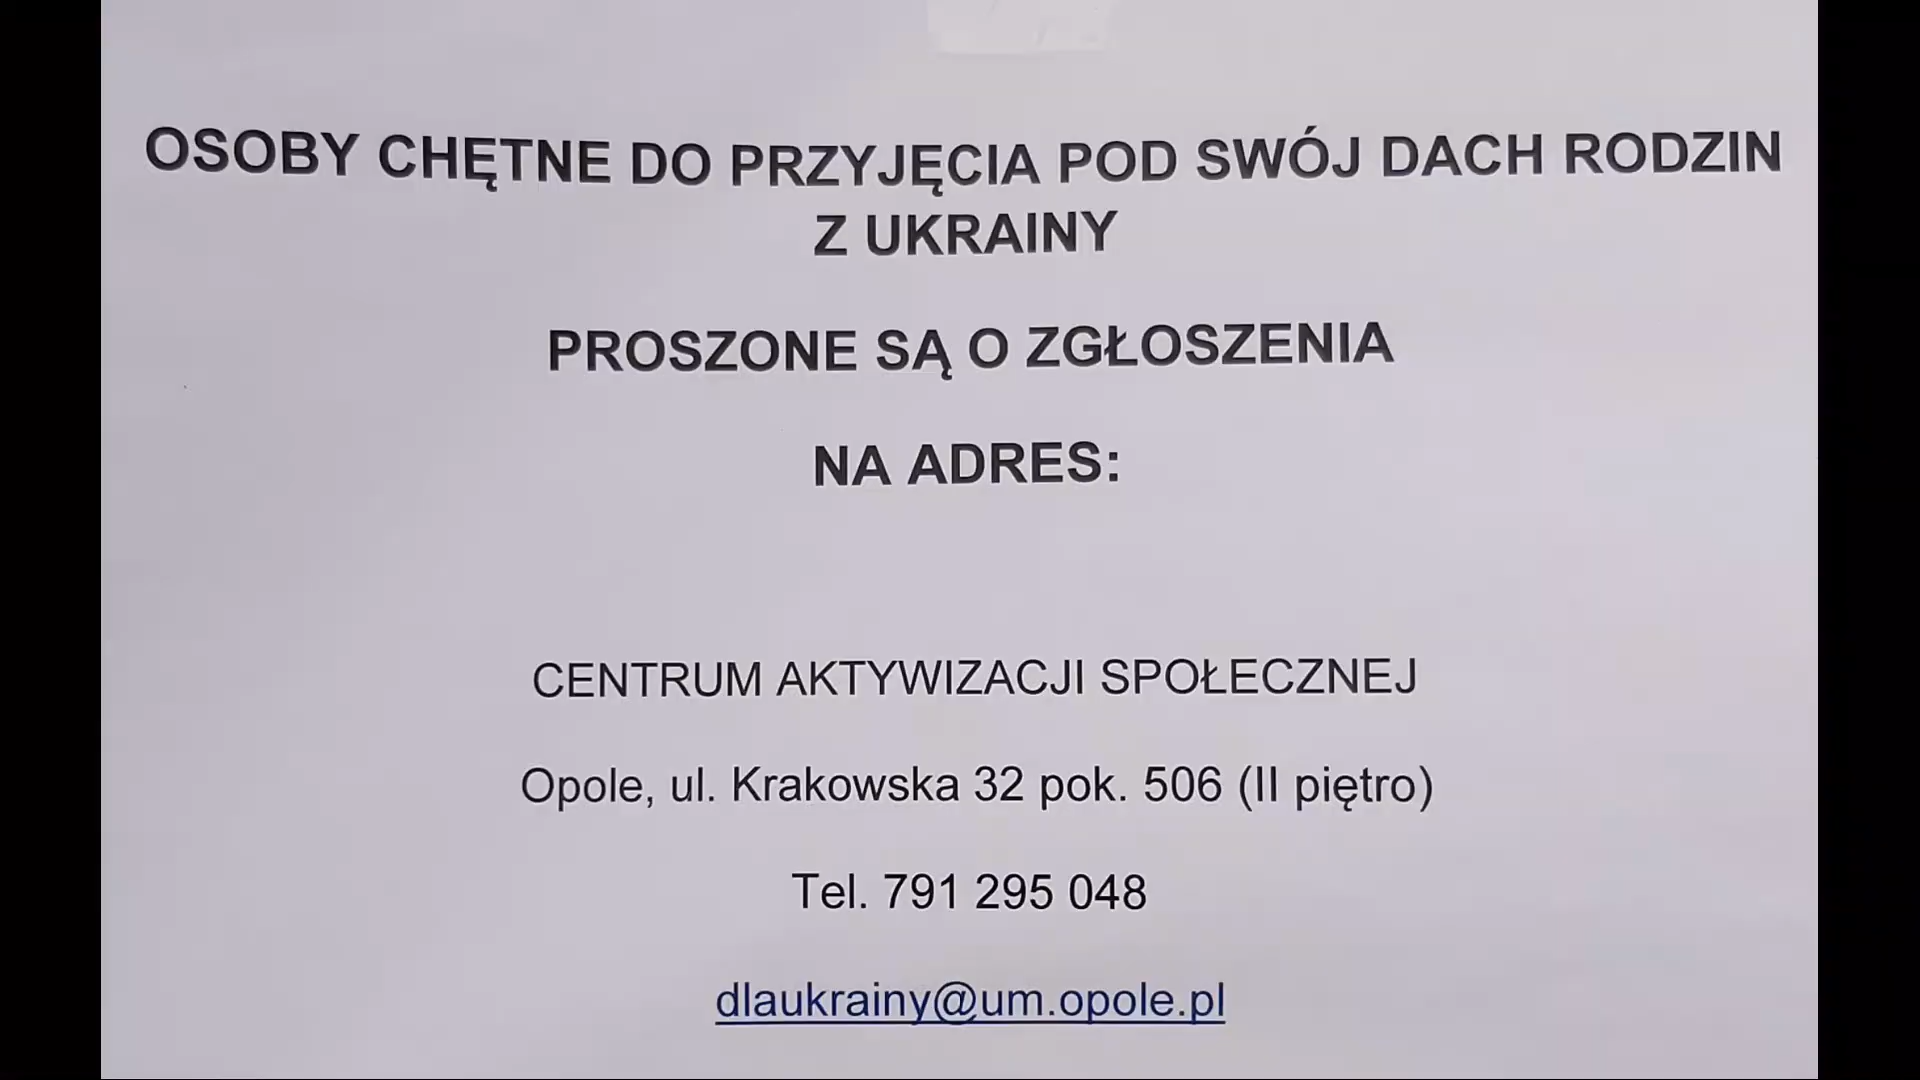 OSOBY CHĘTNE DO PRZYJĘCIA POD SWÓJ DACH RODZIN
Z UKRAINY
PROSZONE SĄ O ZGŁOSZENIA
NA ADRES:
CENTRUM AKTYWIZACJI SPOŁECZNEJ
Opole, ul. Krakowska 32 pok. 506 (II piętro)
Tel. 791 295 048
dlaukrainy@um.opole.pl